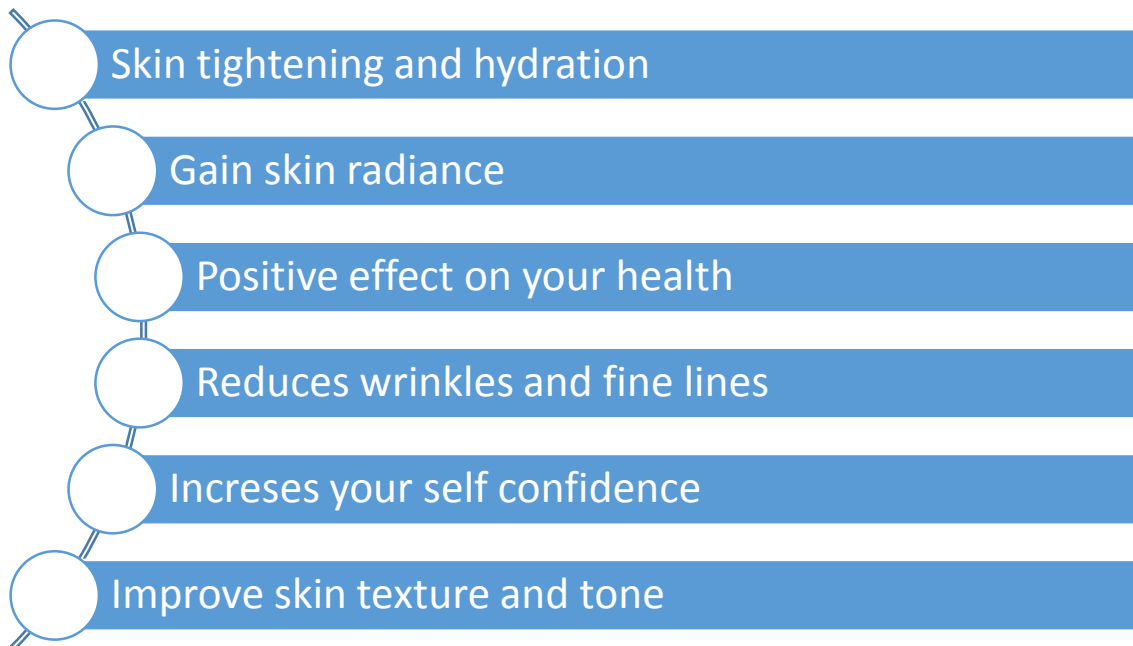 Skin tightening and hydration
Gain skin radiance
Positive effect on your health
Reduces wrinkles and fine lines
Increses your self confidence
Improve skin texture and tone